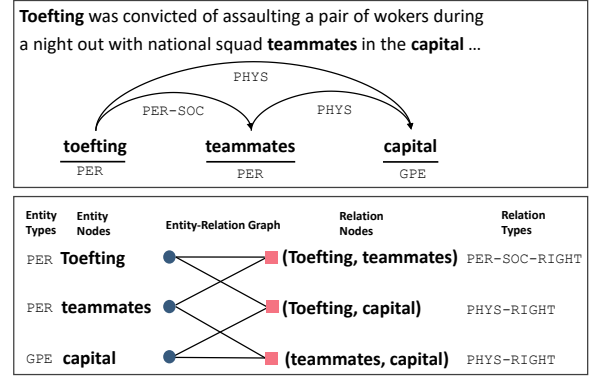 Toefting was convicted of assaulting a pair of wokers during
a night out with national squad teammates in the capital ...
PHYS
PER-SOC
PHYS
toefting
teammates
capital
PER
PER
GPE
Entity Types
Entity Nodes
Entity-Relation Graph
Relation Nodes
Relation Types
PER Toefting
(Toefting, teammates) PER-SOC-RIGHT
PER teammates
(Toefting, capital) PHYS-RIGHT
GPE capital
(teammates, capital) PHYS-RIGHT